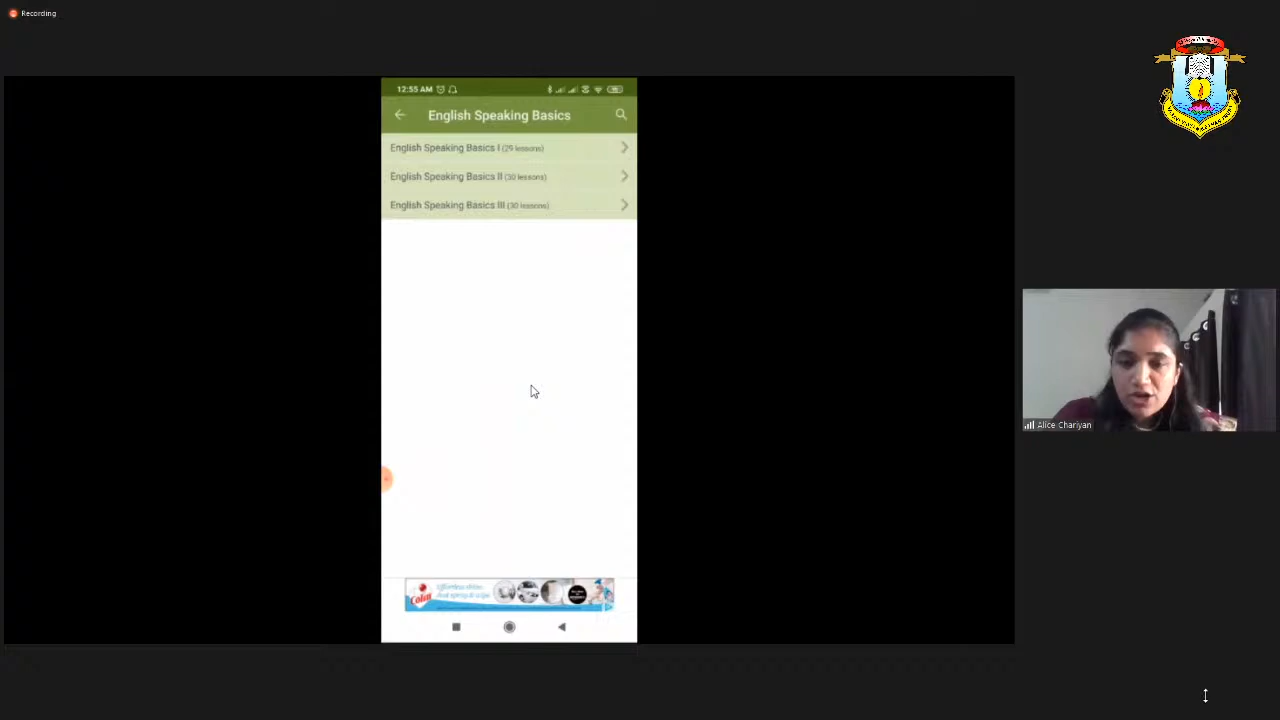 Recording
12:55 AM
English Speaking Basics
English Speaking Basics I (29 lessons)
English Speaking Basics II (30 lessons)
English Speaking Basics III (30 lessons)
Colin
Alice Chariyan